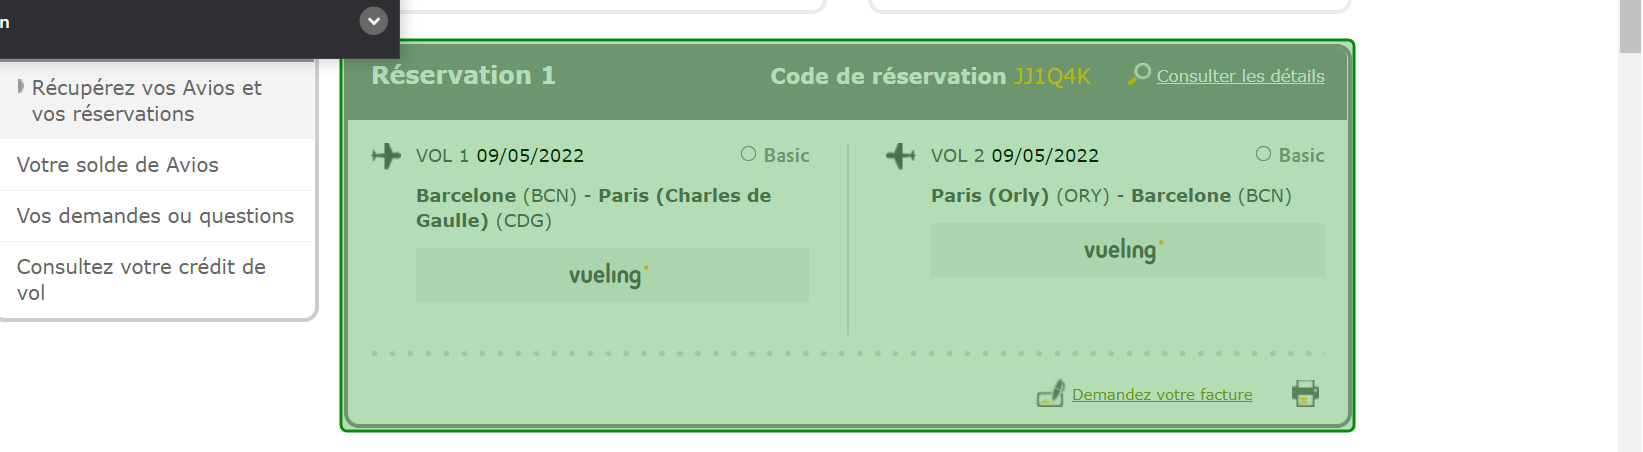 n
Récupérez vos Avios et
vos réservations
Votre solde de Avios
Vos demandes ou questions
Consultez votre crédit de
vol
Réservation 1
Code de réservation JJ1Q4K
Consulter les détails
VOL 1 09/05/2022
Basic
Barcelone (BCN) - Paris (Charles de
Gaulle) (CDG)
vueling
VOL 2 09/05/2022
Basic
Paris (Orly) (ORY) - Barcelone (BCN)
vueling
Demandez votre facture